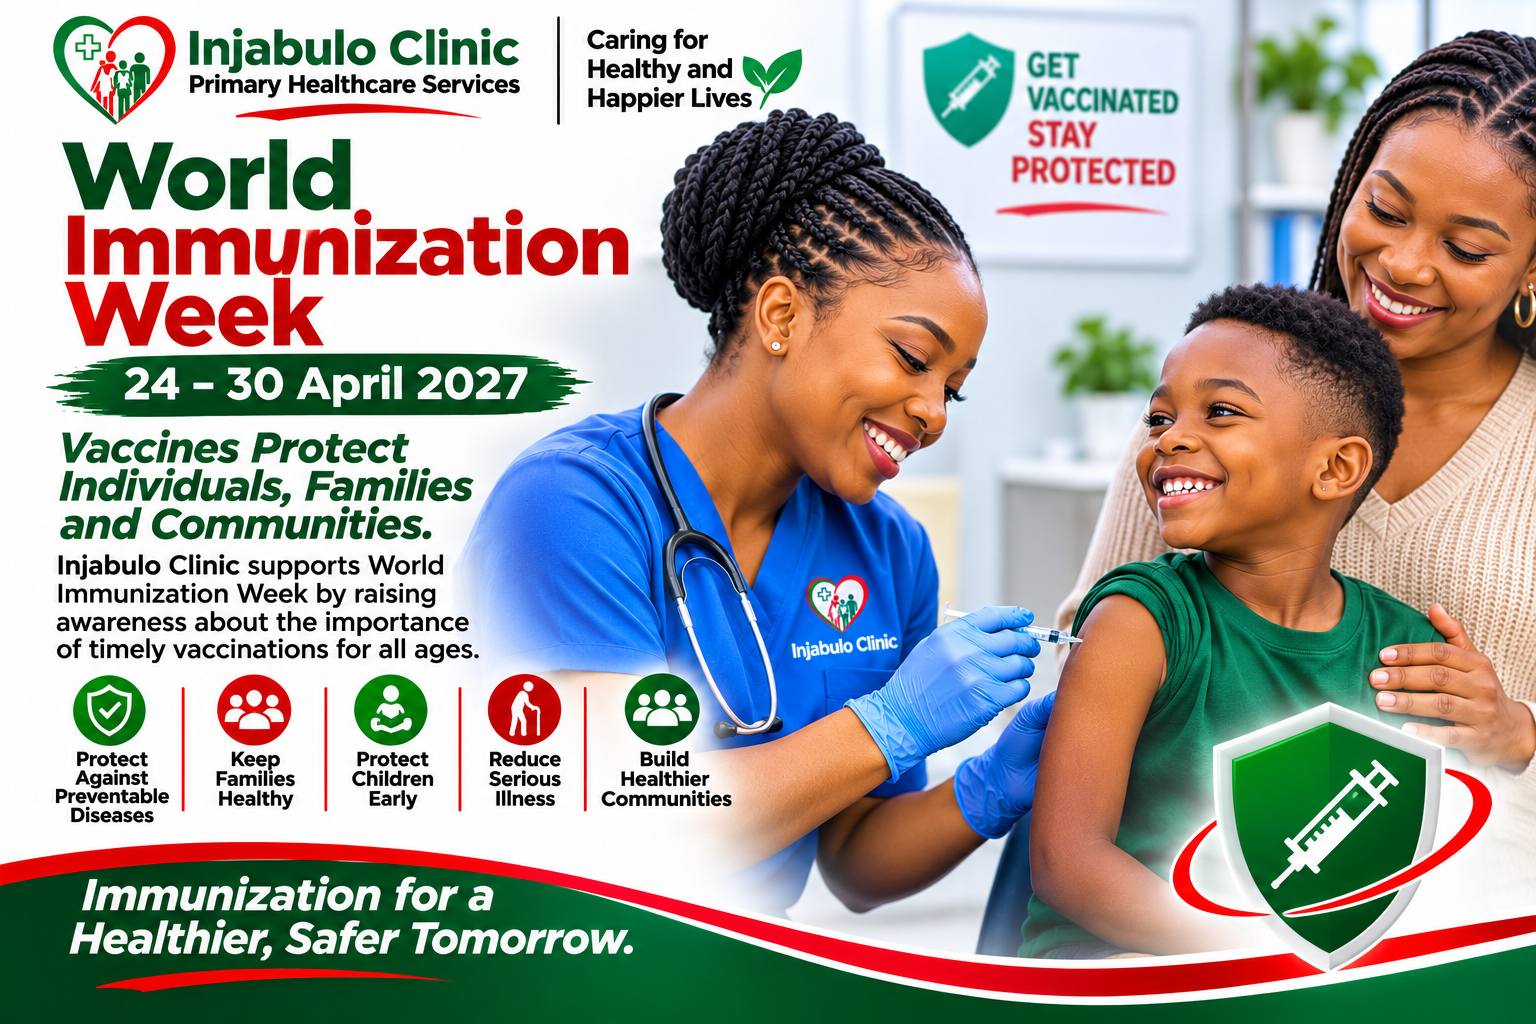 Injabulo Clinic
Primary Healthcare Services
Caring for
Healthy and
Happier Lives
GET
VACCINATED
STAY
PROTECTED
World
Immunization
Week
24 – 30 April 2027
Vaccines Protect
Individuals, Families
and Communities.
Injabulo Clinic supports World
Immunization Week by raising
awareness about the importance
of timely vaccinations for all ages.
Injabulo Clinic
Protect
Against
Preventable
Diseases
Keep
Families
Healthy
Protect
Children
Early
Reduce
Serious
Illness
Build
Healthier
Communities
Immunization for a
Healthier, Safer Tomorrow.